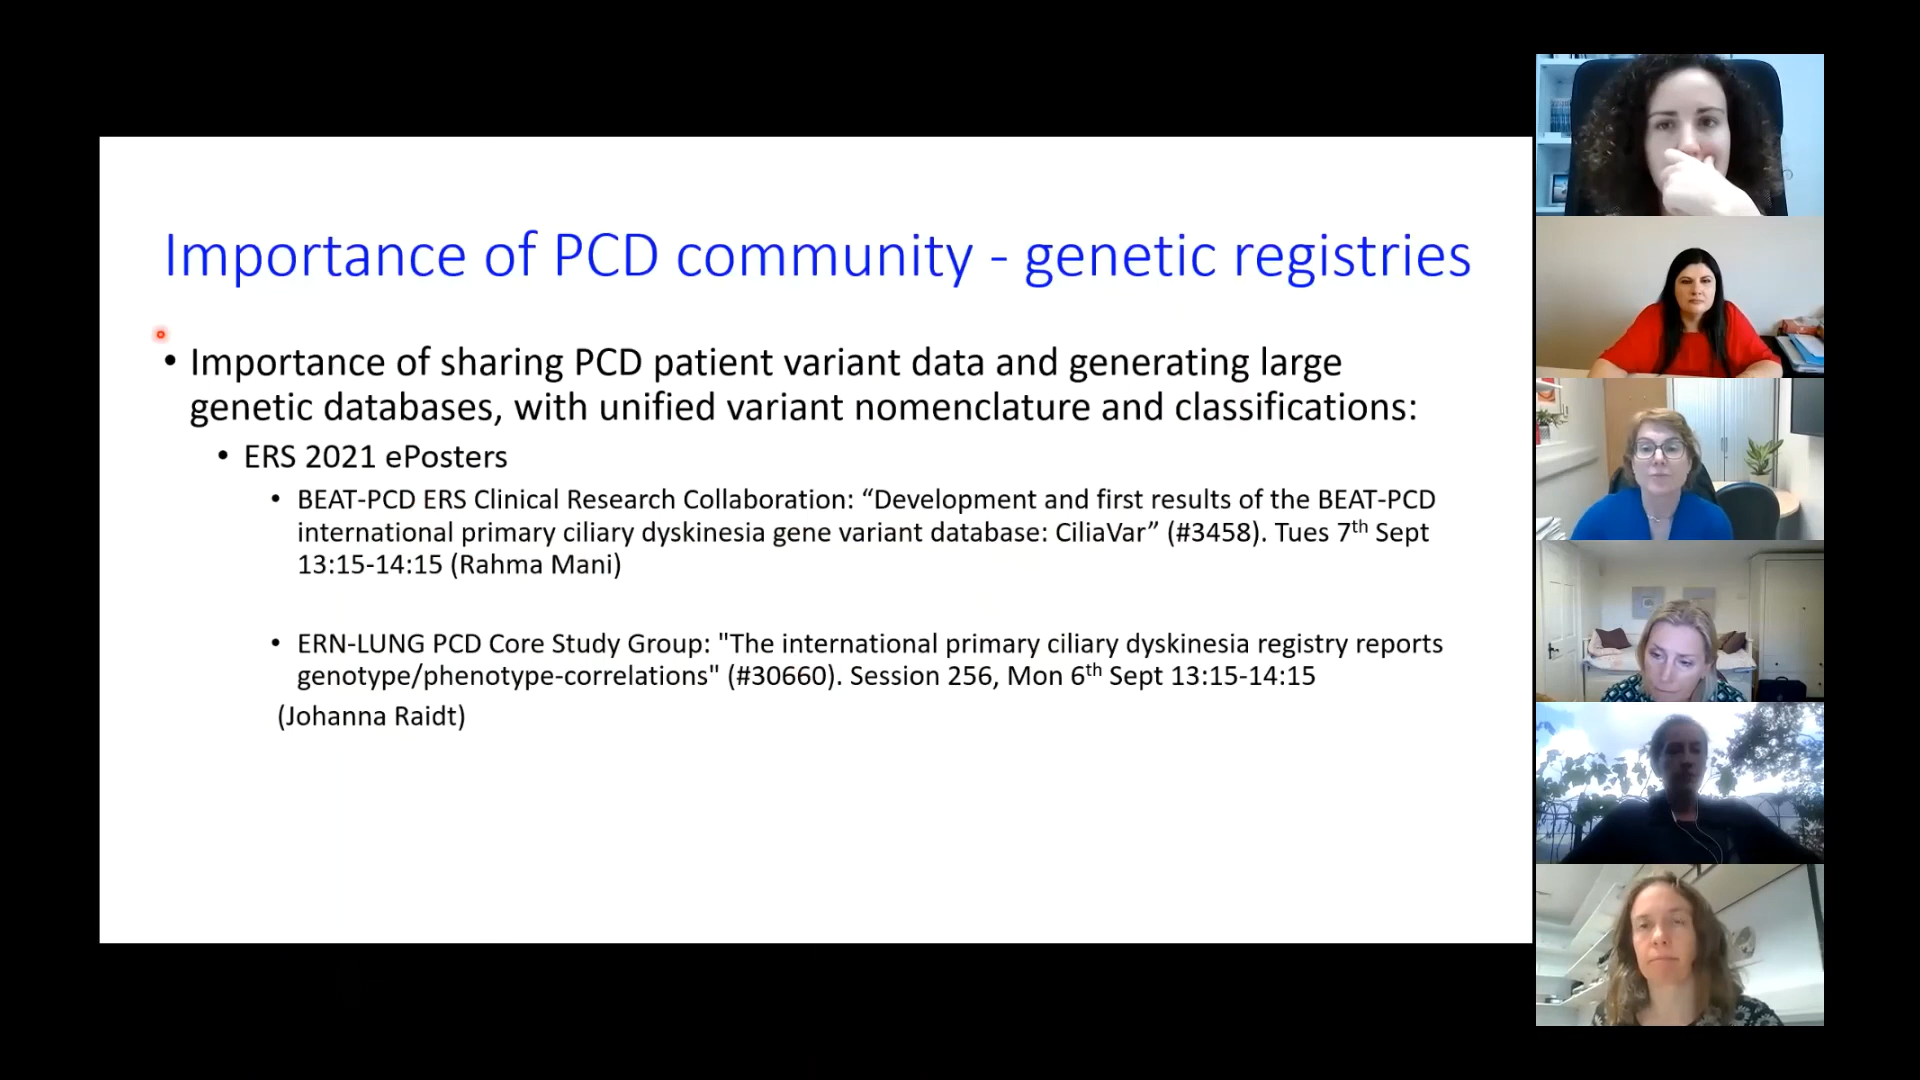 Importance of PCD community - genetic registries
• Importance of sharing PCD patient variant data and generating large
genetic databases, with unified variant nomenclature and classifications:
• ERS 2021 ePosters
• BEAT-PCD ERS Clinical Research Collaboration: “Development and first results of the BEAT-PCD
international primary ciliary dyskinesia gene variant database: CiliaVar” (#3458). Tues 7th Sept
13:15-14:15 (Rahma Mani)
• ERN-LUNG PCD Core Study Group: "The international primary ciliary dyskinesia registry reports
genotype/phenotype-correlations" (#30660). Session 256, Mon 6th Sept 13:15-14:15
(Johanna Raidt)